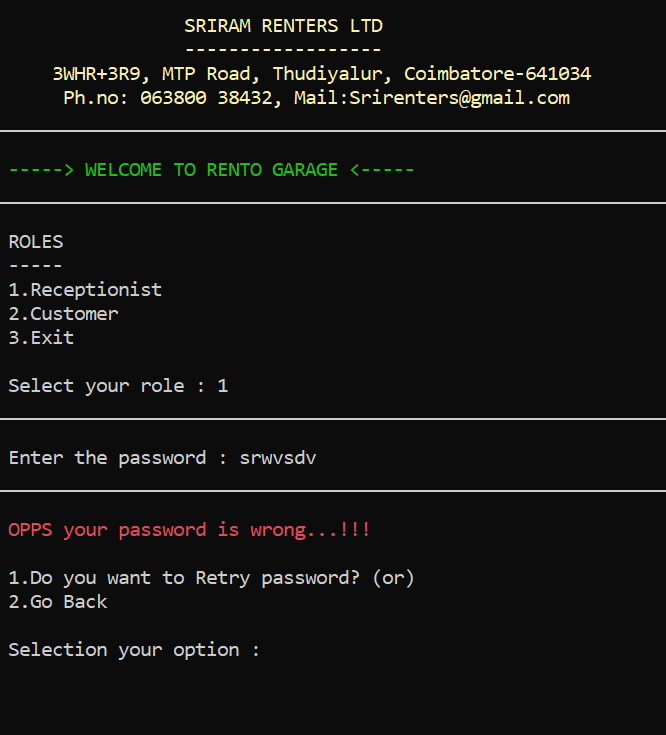 SRIRAM RENTERS LTD
------------------
3WHR+3R9, MTP Road, Thudiyalur, Coimbatore-641034
Ph.no: 063800 38432, Mail:Srirenters@gmail.com
-----> WELCOME TO RENTO GARAGE <-----
ROLES
-----
1.Receptionist
2.Customer
3.Exit
Select your role : 1
Enter the password : srwvsdv
OPPS your password is wrong...!!!
1.Do you want to Retry password? (or)
2.Go Back
Selection your option :